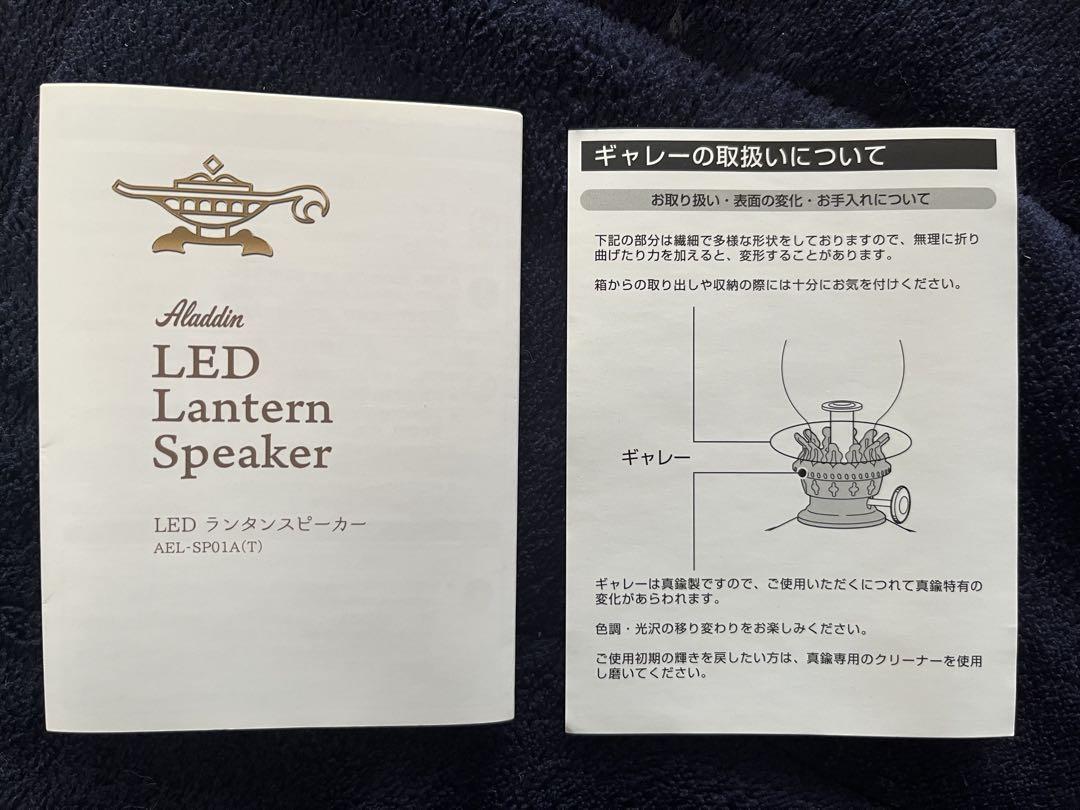 Aladdin
LED
Lantern
Speaker
LED ランタンスピーカー
AEL-SP01A(T)
ギャレーの取扱いについて
お取り扱い・表面の変化・お手入れについて
下記の部分は繊細で多様な形状をしておりますので、無理に折り
曲げたり力を加えると、変形することがあります。
箱からの取り出しや収納の際には十分にお気を付けください。
ギャレー
ギャレーは真鍮製ですので、ご使用いただくにつれて真鍮特有の
変化があらわれます。
色調・光沢の移り変わりをお楽しみください。
ご使用初期の輝きを戻したい方は、真鍮専用のクリーナーを使用
し磨いてください。